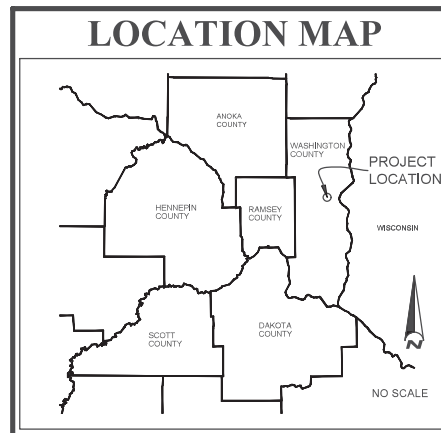 LOCATION MAP
ANOKA
COUNTY
WASHINGTON
COUNTY
PROJECT
LOCATION
HENNEPIN
COUNTY
RAMSEY
COUNTY
WISCONSIN
SCOTT
COUNTY
DAKOTA
COUNTY
N
NO SCALE